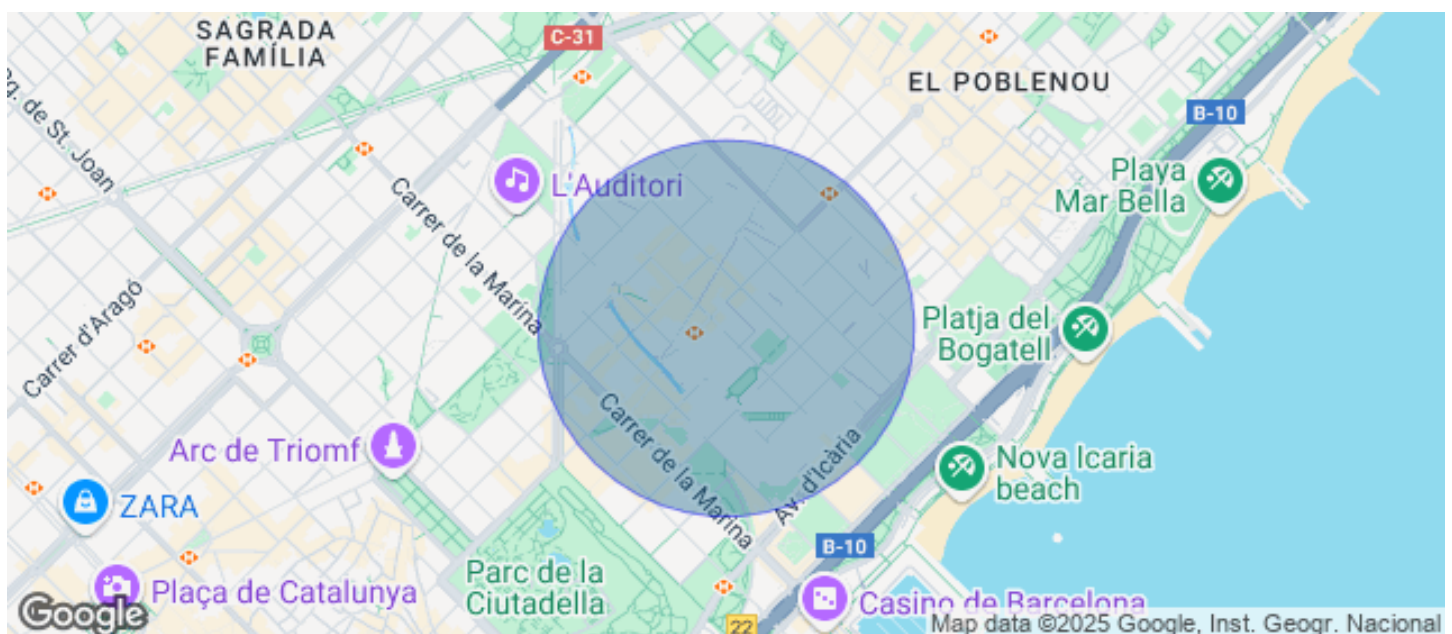 SAGRADA
FAMÍLIA
C-31
EL POBLENOU
B-10
Pg. de St. Joan
L'Auditori
Playa
Mar Bella
Carrer de la Marina
Carrer d'Aragó
Platja del
Bogatell
Arc de Triomf
Carrer de la Marina
Av. d'Icària
Nova Icaria
beach
ZARA
B-10
Parc de la
Ciutadella
Plaça de Catalunya
Casino de Barcelona
22
Google
Map data ©2025 Google, Inst. Geogr. Nacional